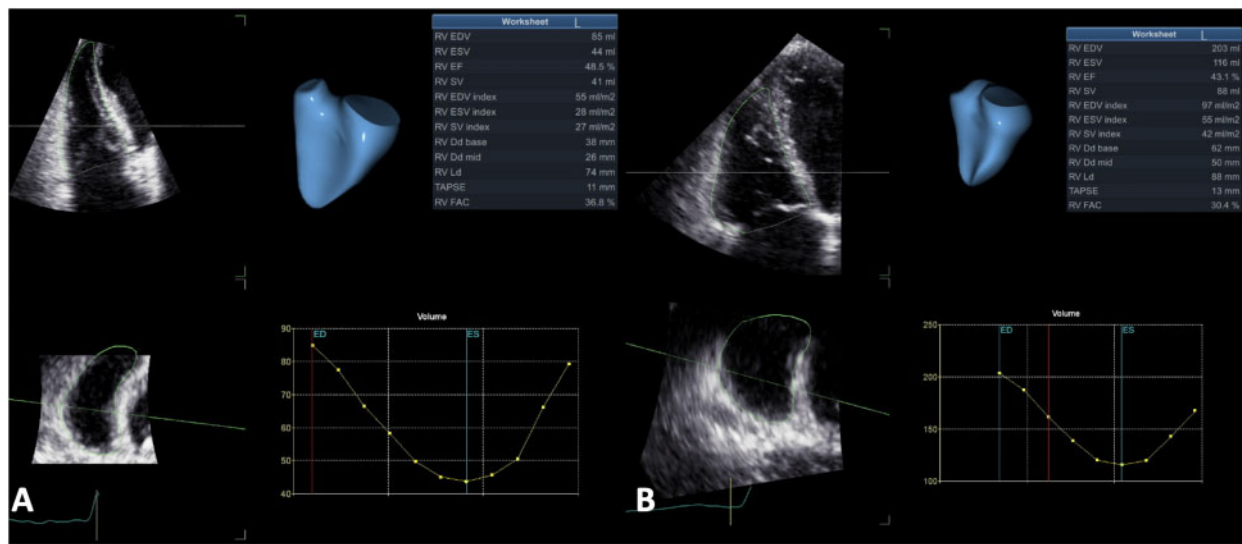 Worksheet
RV EDV 85 ml
RV ESV 44 ml
RV EF 48.5 %
RV SV 41 ml
RV EDV index 55 ml/m2
RV ESV index 28 ml/m2
RV SV index 27 ml/m2
RV Dd base 38 mm
RV Dd mid 26 mm
RV Ld 74 mm
TAPSE 11 mm
RV FAC 36.8 %
Worksheet
RV EDV 203 ml
RV ESV 116 ml
RV EF 43.1 %
RV SV 88 ml
RV EDV index 97 ml/m2
RV ESV index 55 ml/m2
RV SV index 42 ml/m2
RV Dd base 62 mm
RV Dd mid 50 mm
RV Ld 88 mm
TAPSE 13 mm
RV FAC 30.4 %
Volume
ED ES
90
80
70
60
50
40
A
Volume
ED ES
250
200
150
100
B